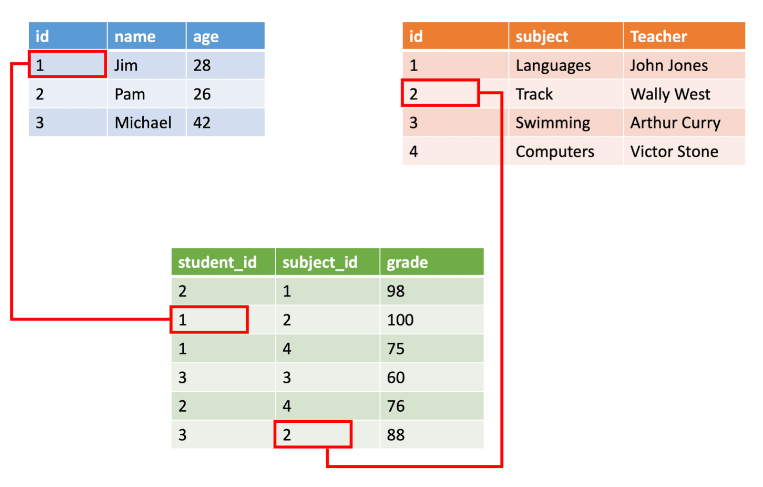 id name age
1 Jim 28
2 Pam 26
3 Michael 42
id subject Teacher
1 Languages John Jones
2 Track Wally West
3 Swimming Arthur Curry
4 Computers Victor Stone
student_id subject_id grade
2 1 98
1 2 100
1 4 75
3 3 60
2 4 76
3 2 88